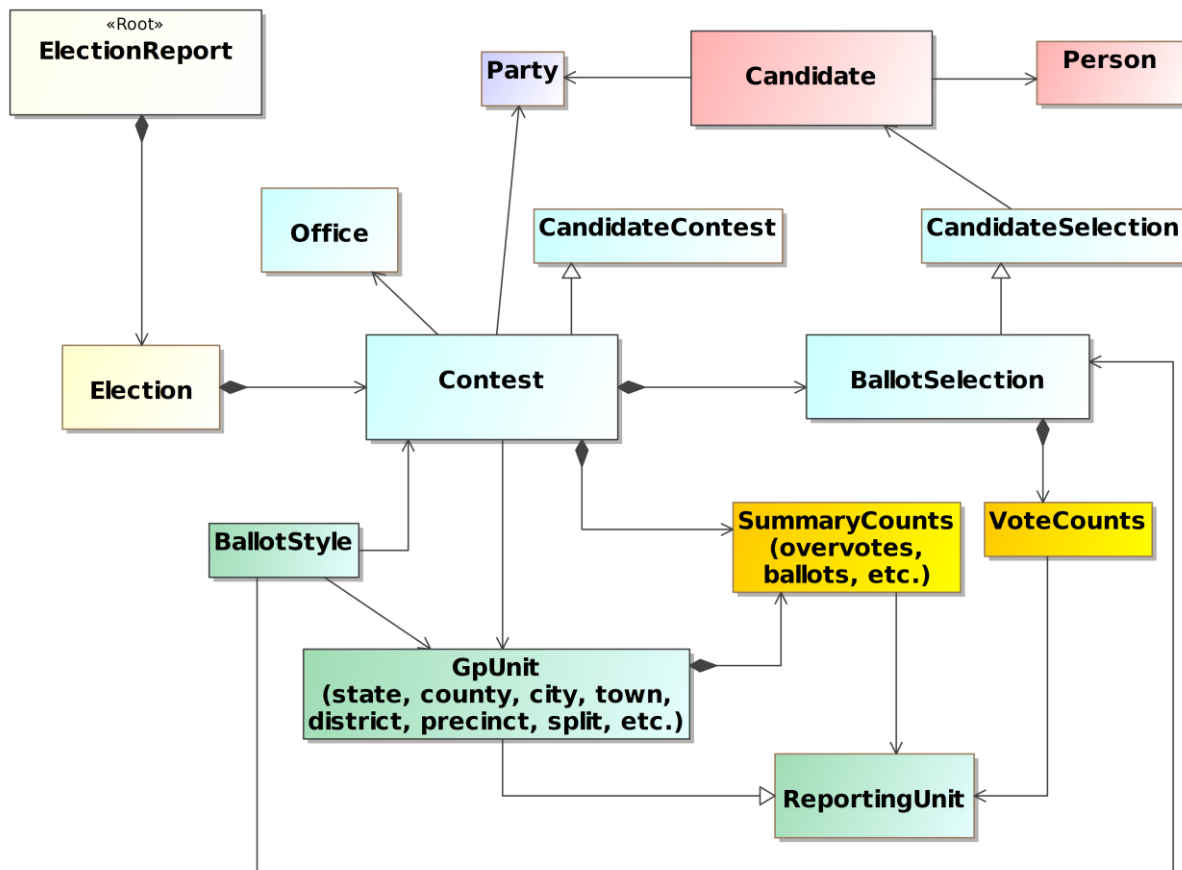 «Root»
ElectionReport
Party
Candidate
Person
Office
CandidateContest
CandidateSelection
Election
Contest
BallotSelection
BallotStyle
SummaryCounts
(overvotes,
ballots, etc.)
VoteCounts
GpUnit
(state, county, city, town,
district, precinct, split, etc.)
ReportingUnit